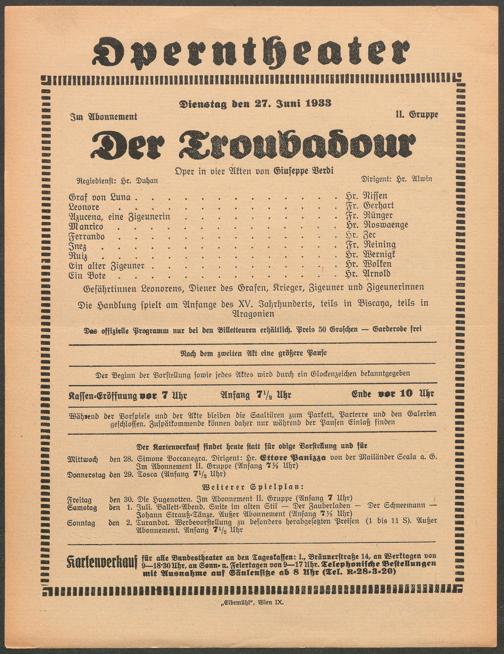 Operntheater
Dienstag den 27. Juni 1933
Im Abonnement II. Gruppe
Der Troubadour
Oper in vier Akten von Giuseppe Verdi
Regiedienst: Hr. Duhan Dirigent: Hr. Alwin
Graf von Luna . . . . . . . . . . . . . . Hr. Nissen
Leonore . . . . . . . . . . . . . . Fr. Gerhart
Azucena, eine Zigeunerin . . . . . . . . . . . Fr. Rünger
Manrico . . . . . . . . . . . . . . Hr. Roswaenge
Ferrando . . . . . . . . . . . . . . Hr. Zec
Inez . . . . . . . . . . . . . . Fr. Reining
Ruiz . . . . . . . . . . . . . . Hr. Wernigk
Ein alter Zigeuner . . . . . . . . . . . . Hr. Wolken
Ein Bote . . . . . . . . . . . . . . Hr. Arnold
Gefährtinnen Leonorens, Diener des Grafen, Krieger, Zigeuner und Zigeunerinnen
Die Handlung spielt am Anfange des XV. Jahrhunderts, teils in Biscaya, teils in
Aragonien
Das offizielle Programm nur bei den Billetteuren erhältlich. Preis 50 Groschen — Garderobe frei
Nach dem zweiten Akt eine größere Pause
Der Beginn der Vorstellung sowie jedes Aktes wird durch ein Glockenzeichen bekanntgegeben
Kassen-Eröffnung vor 7 Uhr Anfang 7½ Uhr Ende vor 10 Uhr
Während der Vorspiele und der Akte bleiben die Saaltüren zum Parkett, Parterre und den Galerien
geschlossen. Zuspätkommende können daher nur während der Pausen Einlaß finden
Der Kartenverkauf findet heute statt für obige Vorstellung und für
Mittwoch den 28. Simone Boccanegra. Dirigent: Hr. Ettore Panizza von der Mailänder Scala a. G.
Im Abonnement II. Gruppe (Anfang 7½ Uhr)
Donnerstag den 29. Tosca (Anfang 7½ Uhr)
Weiterer Spielplan:
Freitag den 30. Die Hugenotten. Im Abonnement II. Gruppe (Anfang 7 Uhr)
Samstag den 1. Juli. Ballett-Abend. Suite im alten Stil — Der Zauberladen — Der Schneemann —
Johann Strauß-Tänze. Außer Abonnement (Anfang 7½ Uhr)
Sonntag den 2. Turandot. Werbevorstellung zu besonders herabgesetzten Preisen (1 bis 11 S). Außer
Abonnement. Anfang 7½ Uhr)
Kartenverkauf für alle Bundestheater an den Tageskassen: I., Bräunerstraße 14, an Werktagen von
9—18·30 Uhr, an Sonn- u. Feiertagen von 9—17 Uhr. Telephonische Bestellungen
mit Ausnahme auf Säulensitze ab 8 Uhr (Tel. R-28-3-20)
„Elbemühl“, Wien IX.